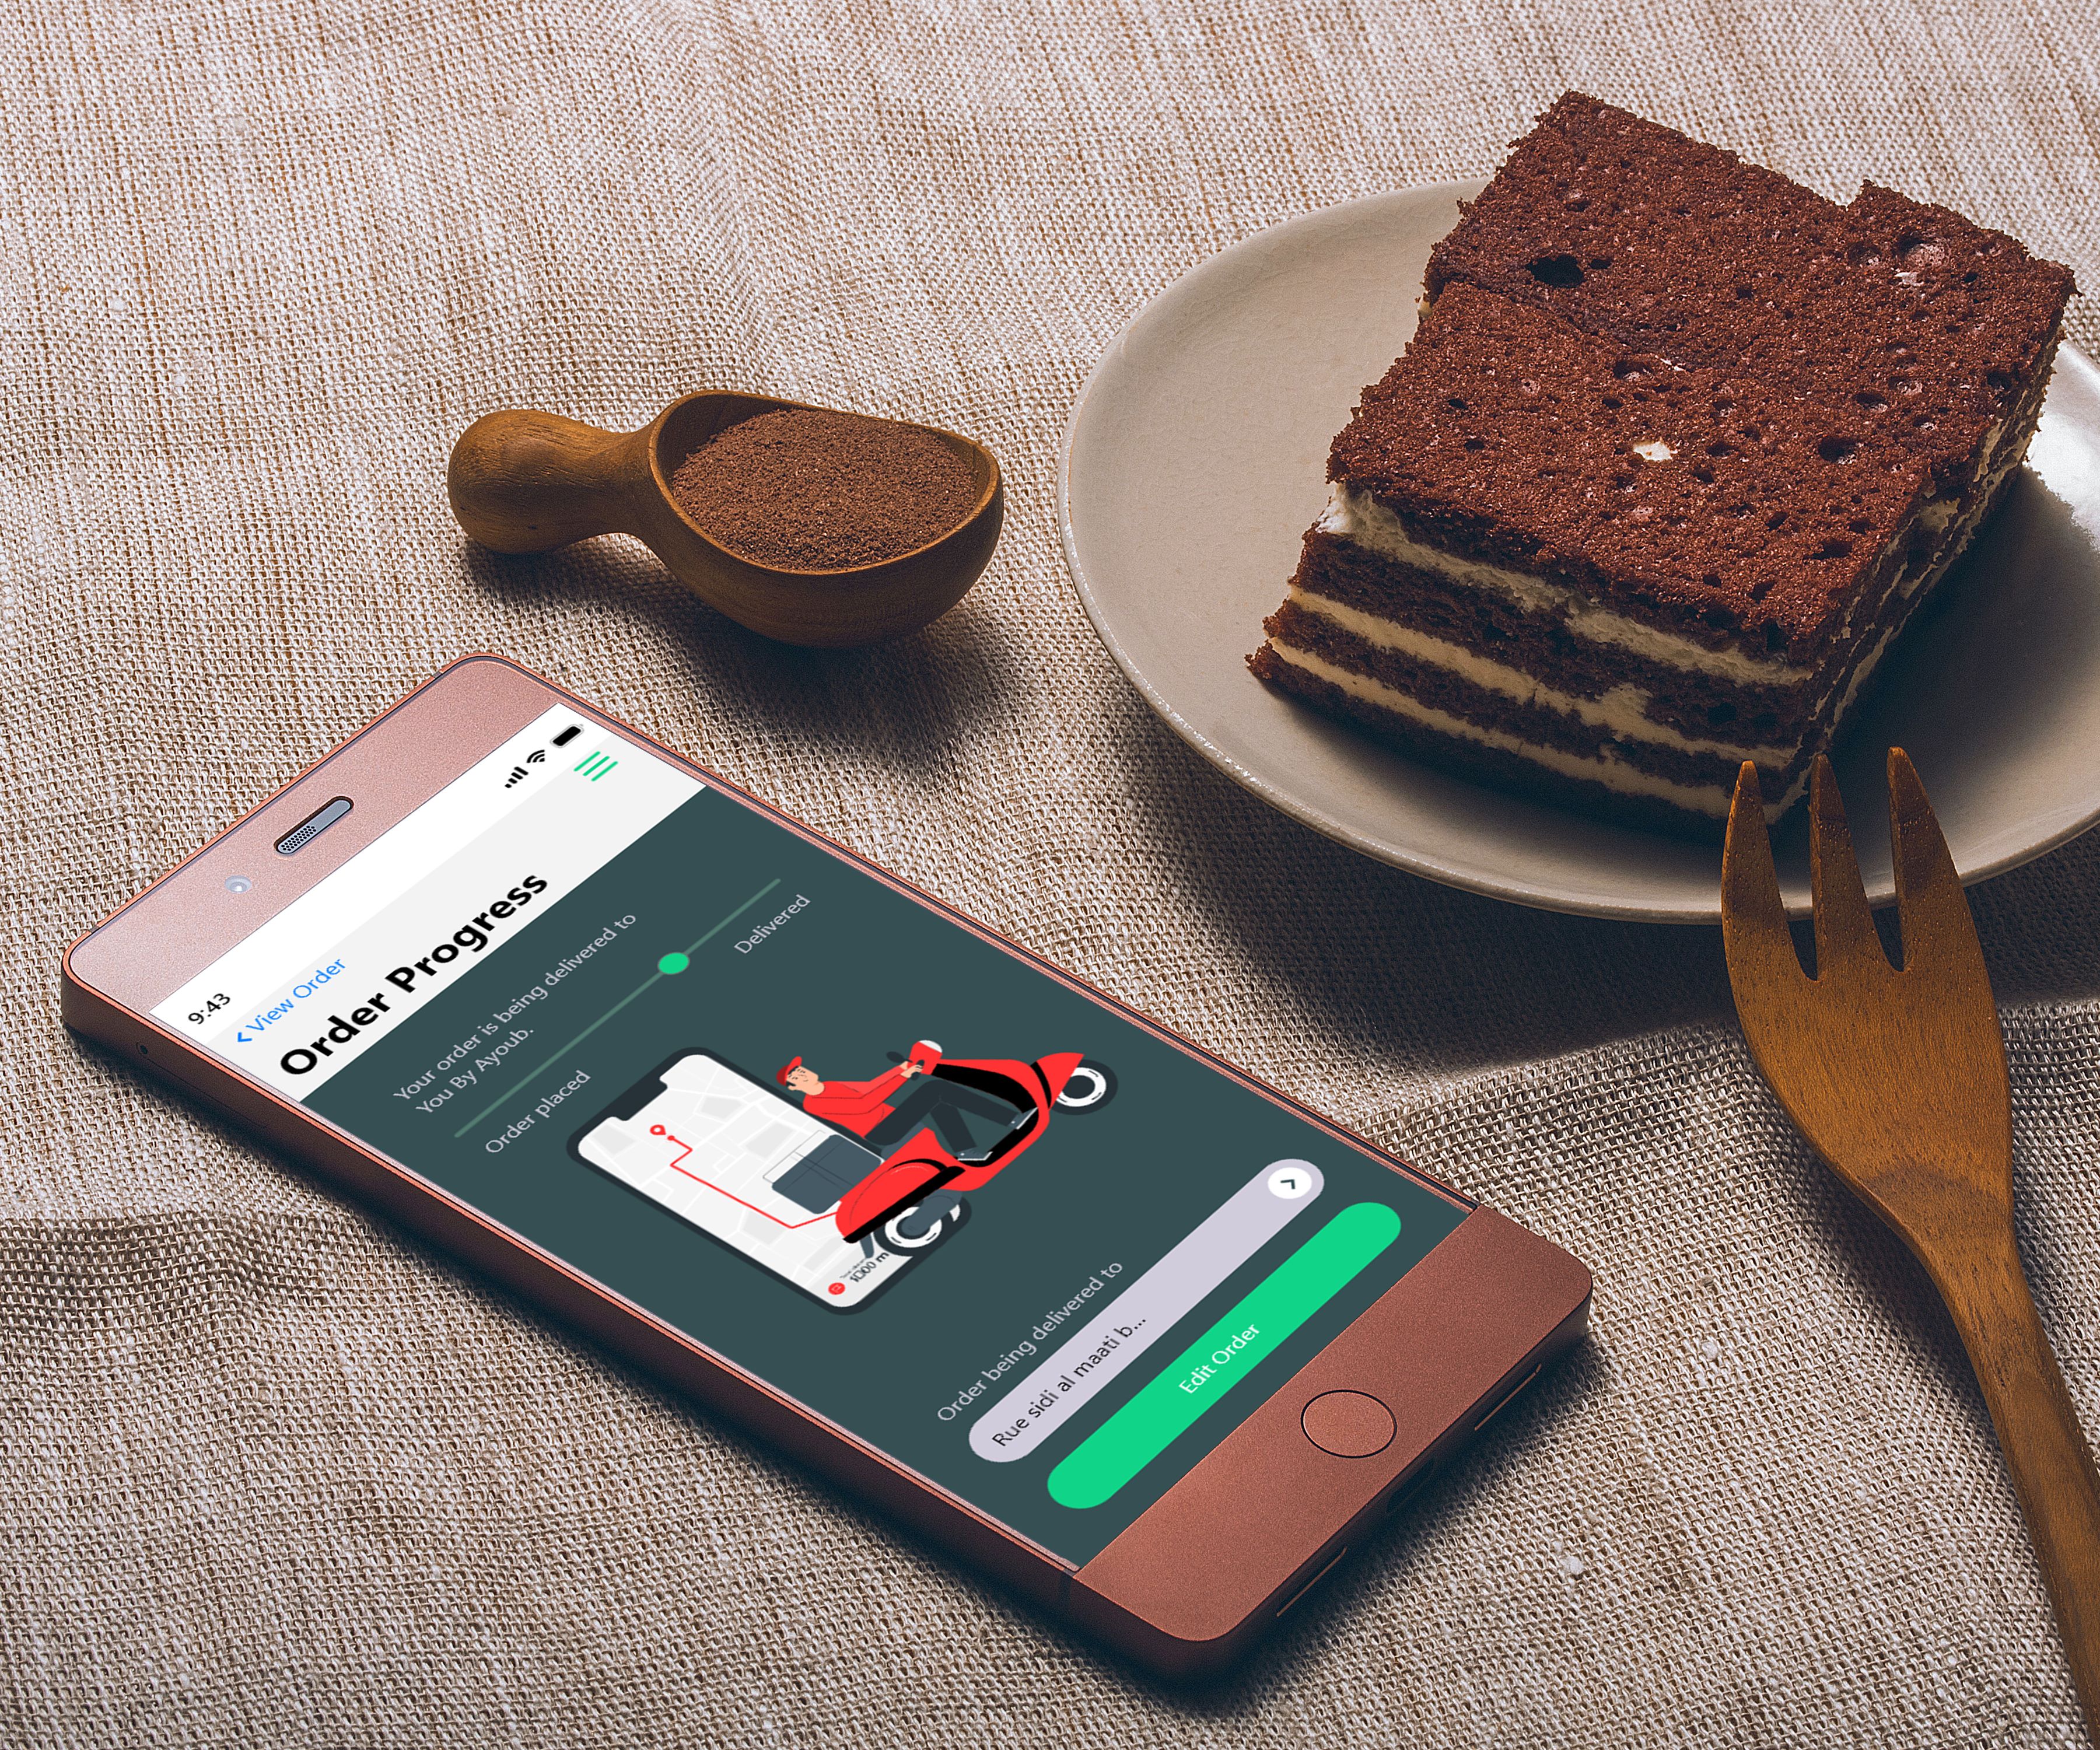 9:43
View Order
Order Progress
Your order is being delivered to
You By Ayoub.
Order placed
Delivered
1000 m
Order being delivered to
Rue sidi al maati b...
Edit Order